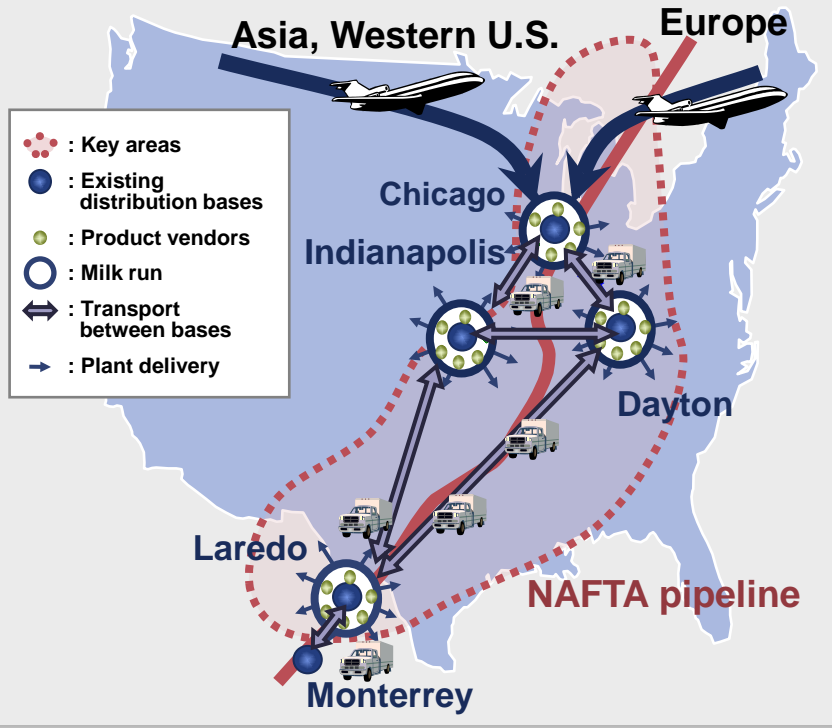 Asia, Western U.S.
Europe
: Key areas
: Existing
distribution bases
: Product vendors
: Milk run
: Transport
between bases
: Plant delivery
Chicago
Indianapolis
Dayton
Laredo
NAFTA pipeline
Monterrey